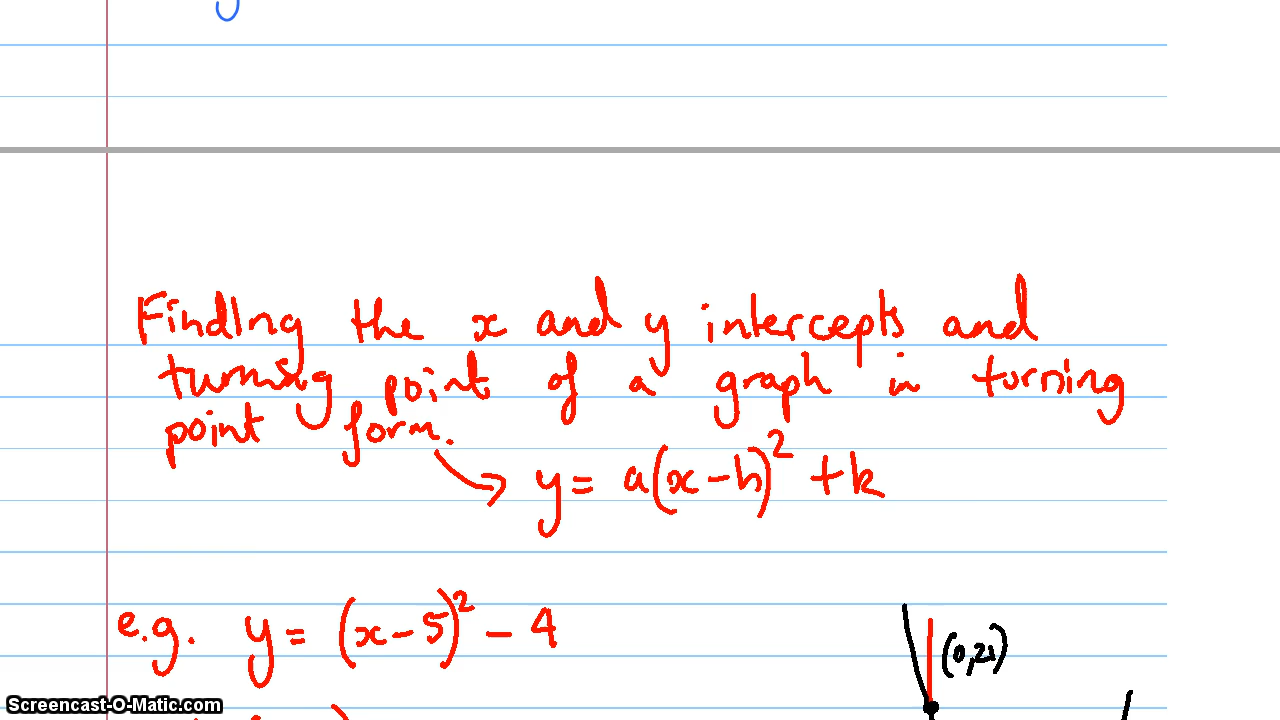 Finding the x and y intercepts and
turning point of a graph in turning
point form.
y = a(x-h)² + k
e.g. y = (x-5)² - 4
(0,21)
Screencast-O-Matic.com